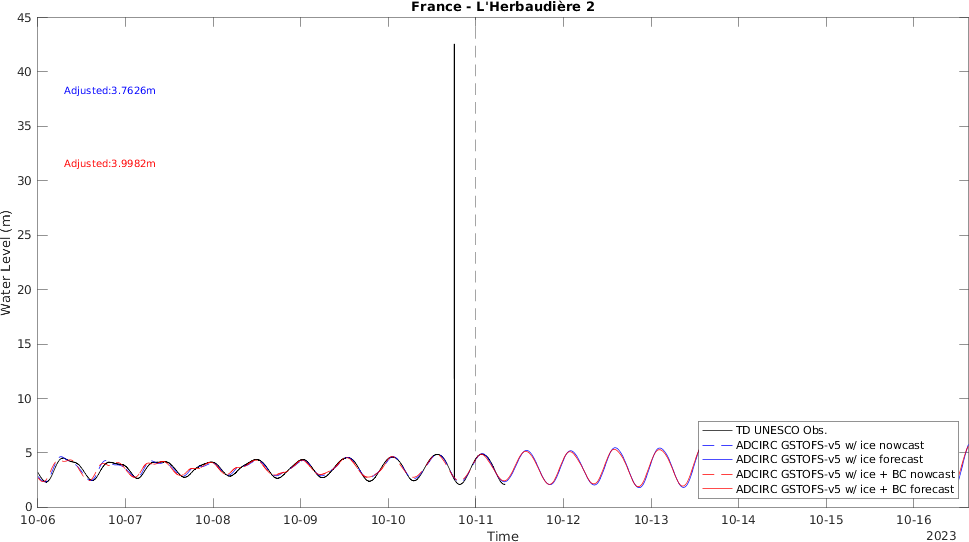 France - L'Herbaudière 2
45
40
35
30
25
20
15
10
5
0
Water Level (m)
Adjusted:3.7626m
Adjusted:3.9982m
TD UNESCO Obs.
ADCIRC GSTOFS-v5 w/ ice nowcast
ADCIRC GSTOFS-v5 w/ ice forecast
ADCIRC GSTOFS-v5 w/ ice + BC nowcast
ADCIRC GSTOFS-v5 w/ ice + BC forecast
10-06 10-07 10-08 10-09 10-10 10-11 10-12 10-13 10-14 10-15 10-16
Time
2023